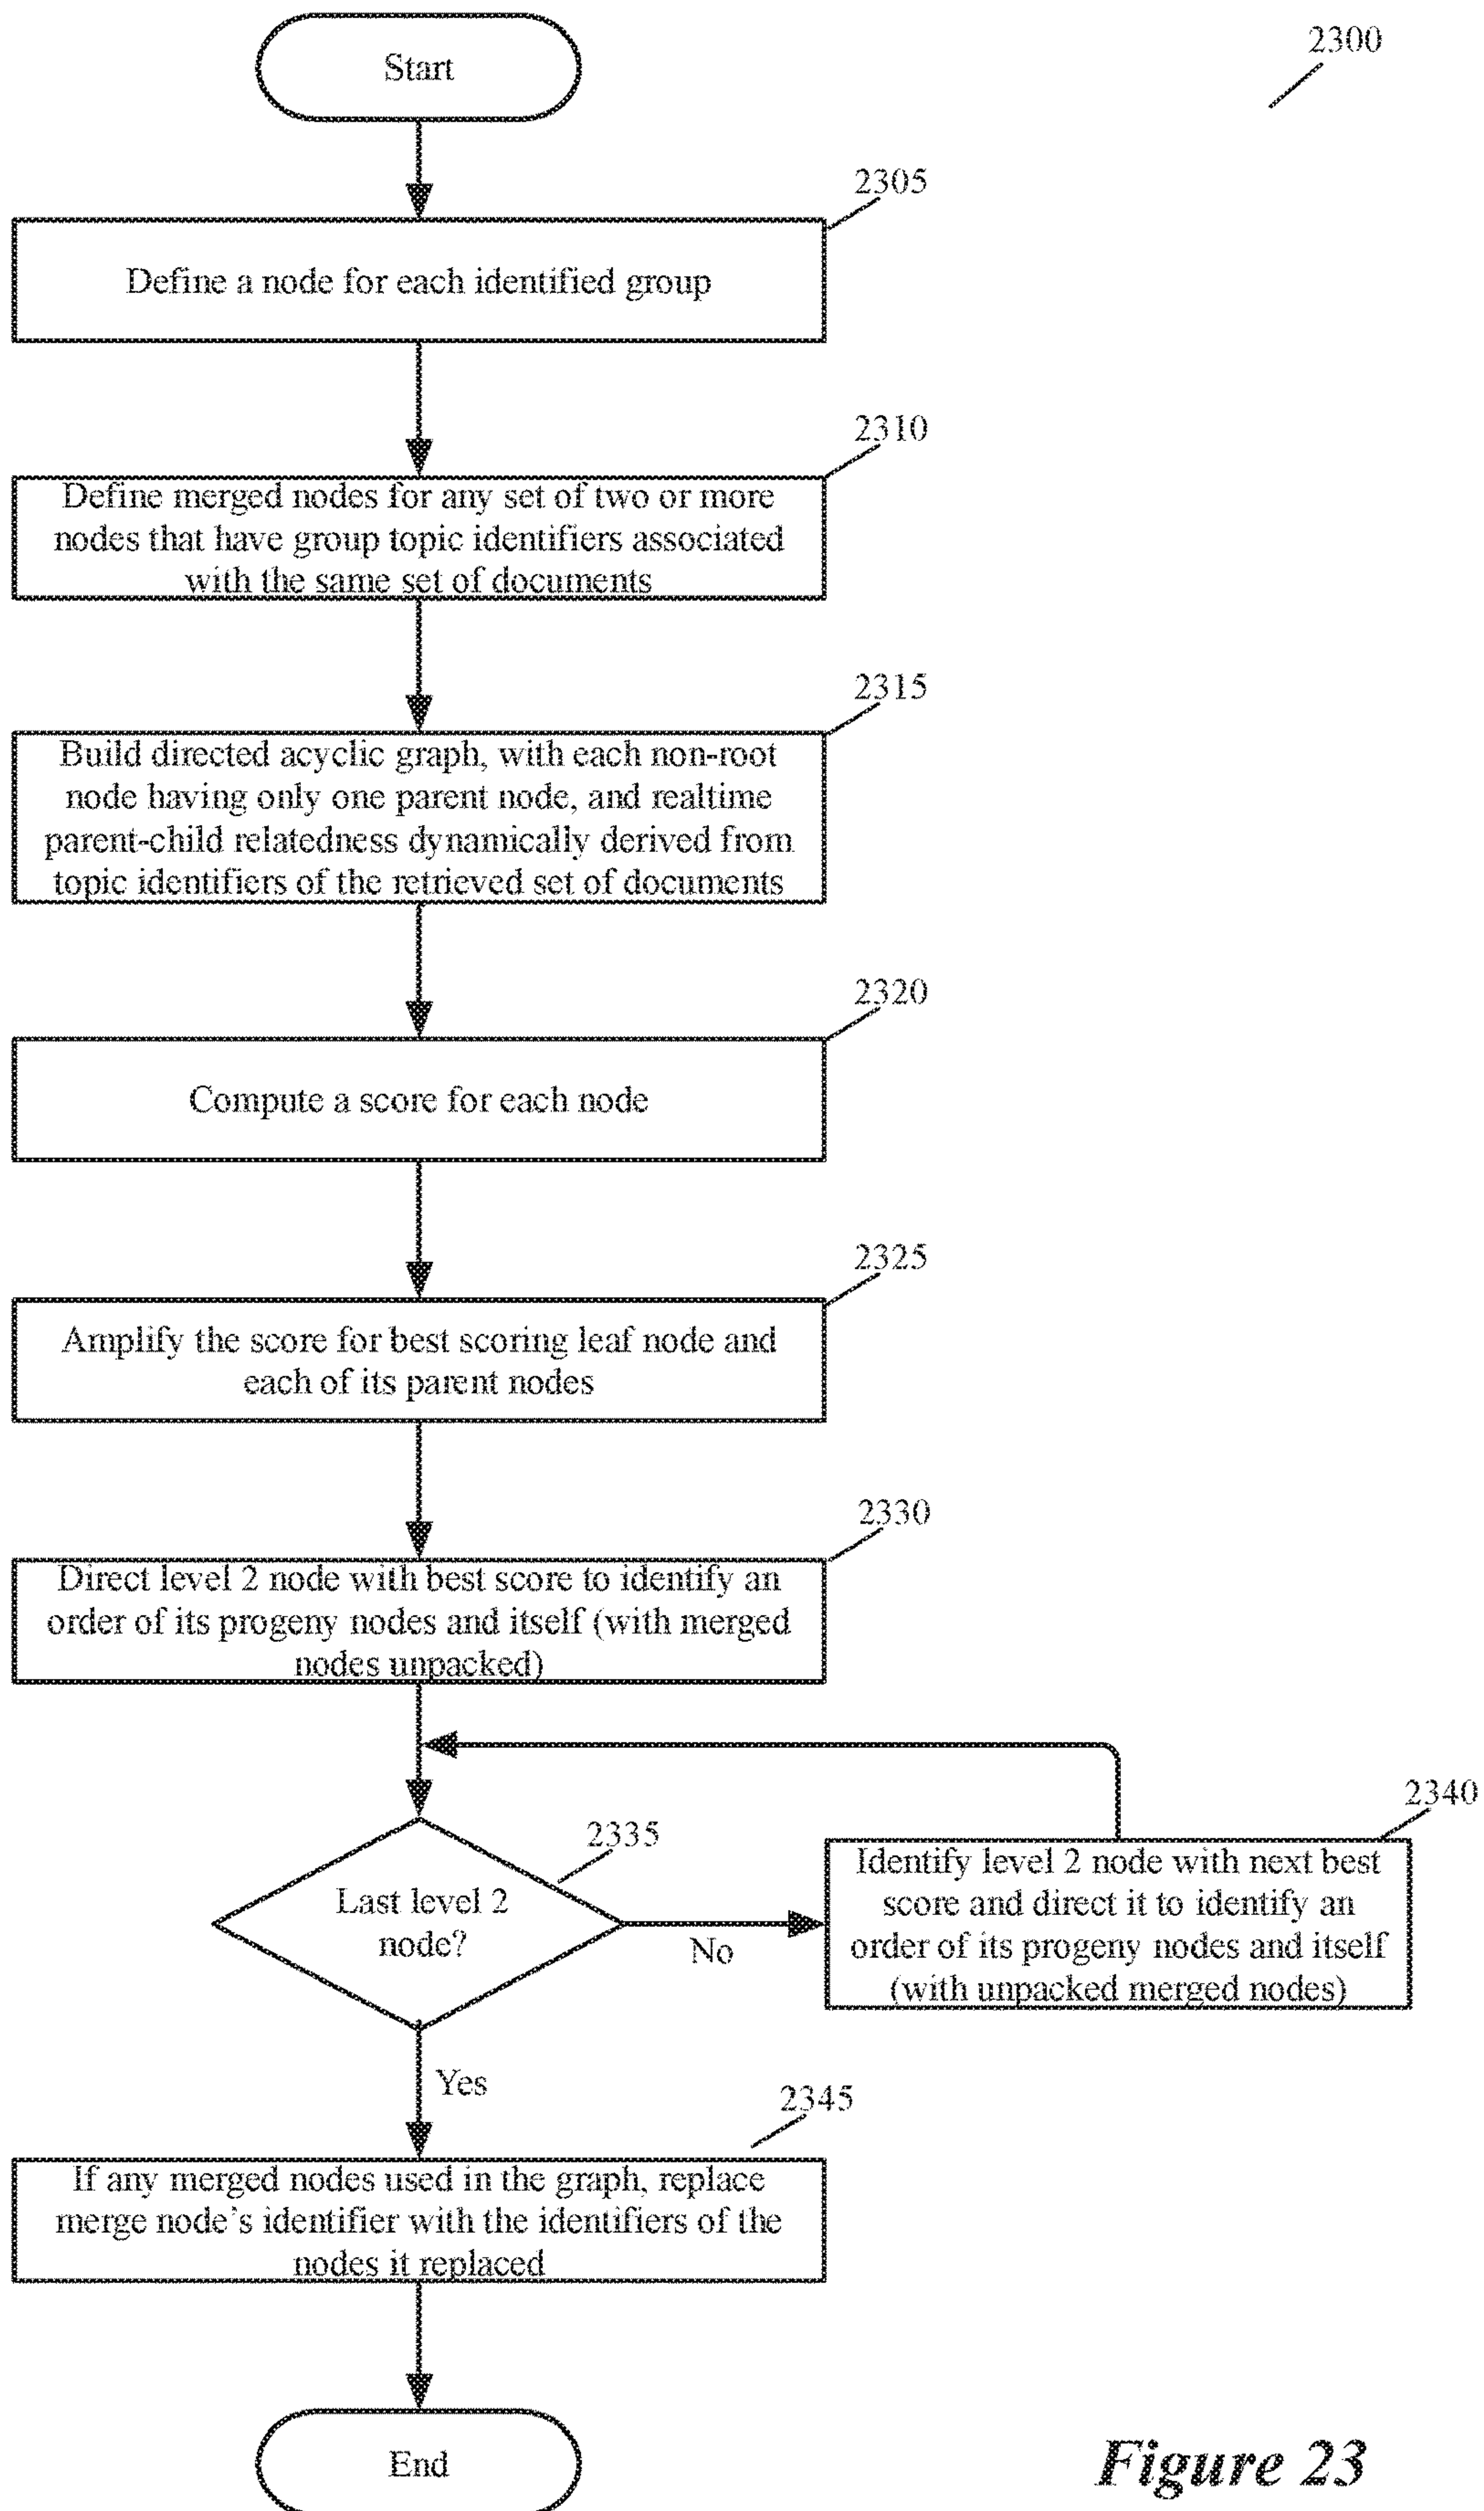 Start
2300
2305
Define a node for each identified group
2310
Define merged nodes for any set of two or more
nodes that have group topic identifiers associated
with the same set of documents
2315
Build directed acyclic graph, with each non-root
node having only one parent node, and realtime
parent-child relatedness dynamically derived from
topic identifiers of the retrieved set of documents
2320
Compute a score for each node
2325
Amplify the score for best scoring leaf node and
each of its parent nodes
2330
Direct level 2 node with best score to identify an
order of its progeny nodes and itself (with merged
nodes unpacked)
2335
Last level 2
node?
No
2340
Identify level 2 node with next best
score and direct it to identify an
order of its progeny nodes and itself
(with unpacked merged nodes)
Yes
2345
If any merged nodes used in the graph, replace
merge node's identifier with the identifiers of the
nodes it replaced
End
Figure 23